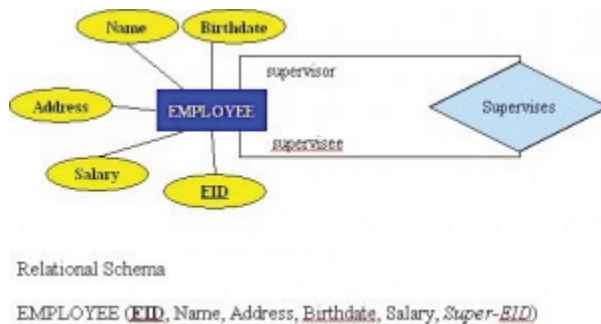 Name
Birthdate
supervisor
Address
EMPLOYEE
Supervises
supervisee
Salary
EID
Relational Schema
EMPLOYEE (EID, Name, Address, Birthdate, Salary, Super-EID)